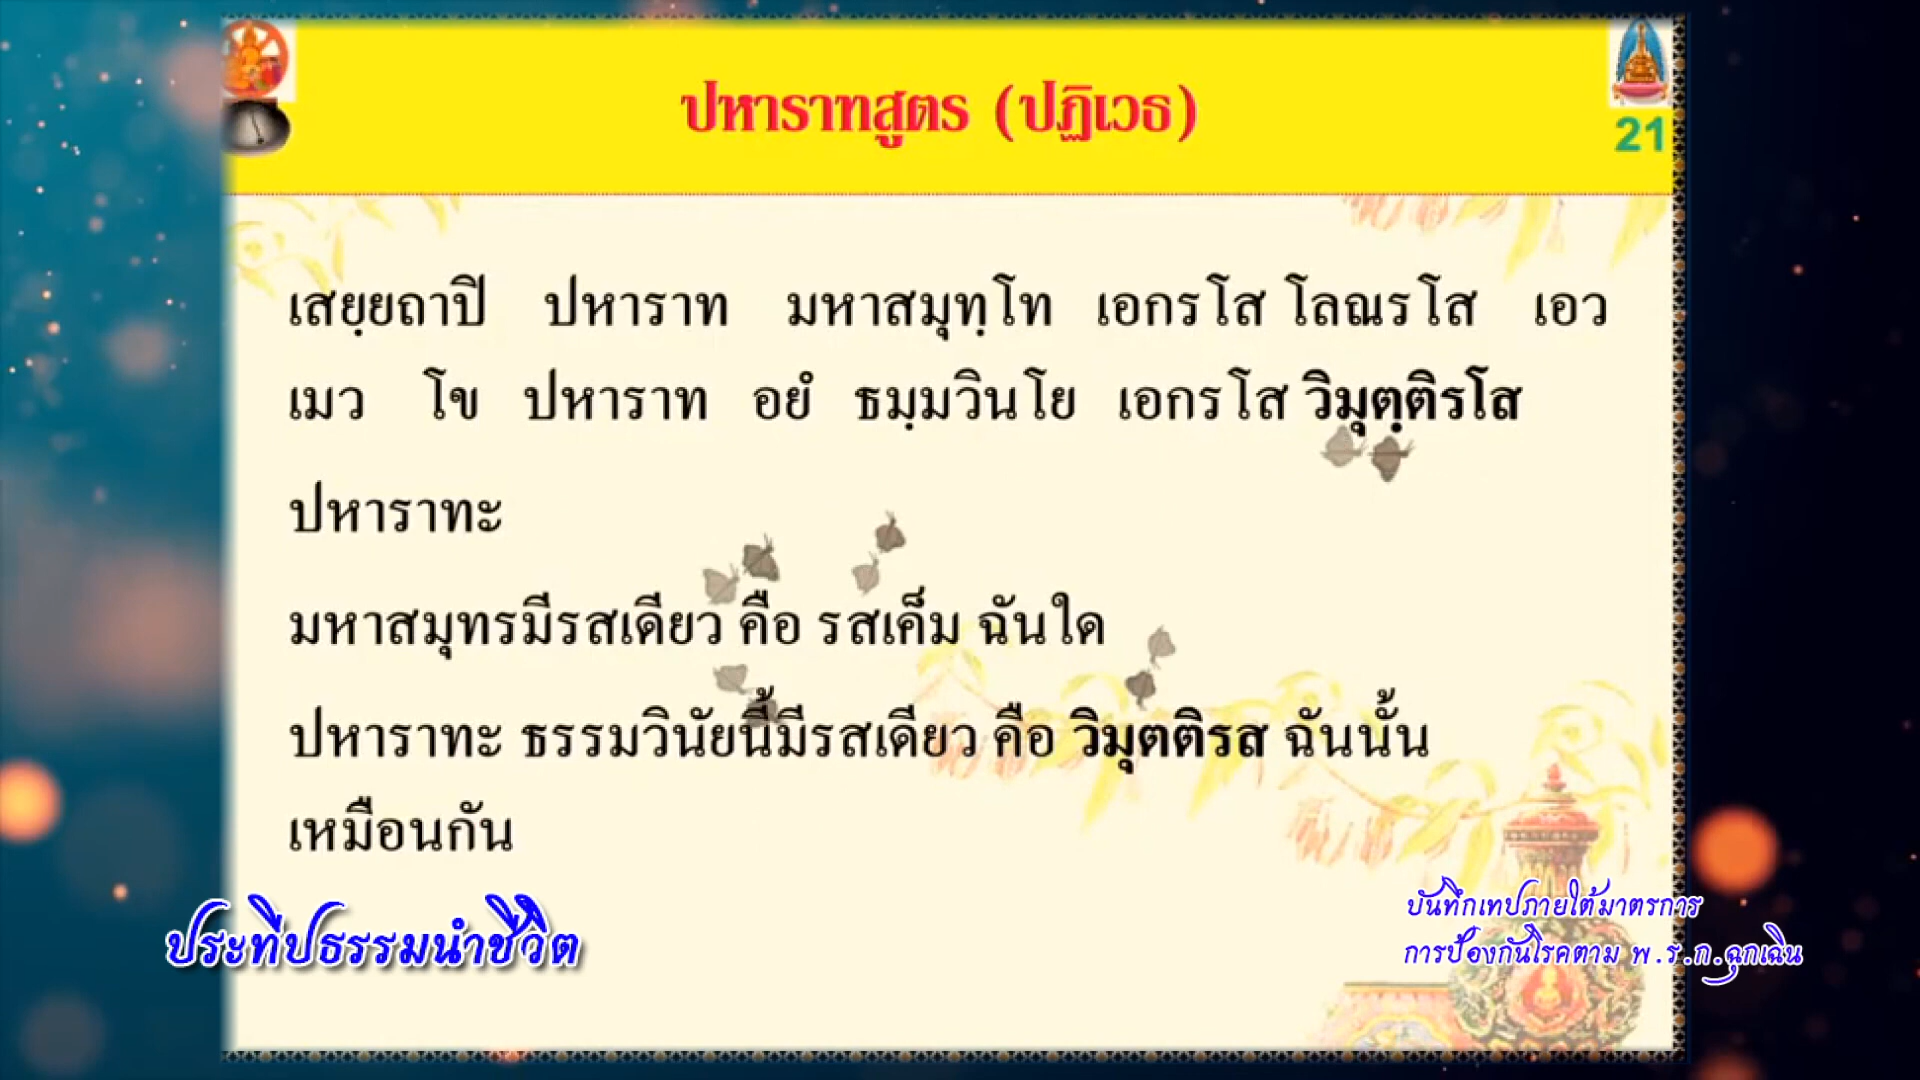 ปหาราทสูตร (ปฏิเวธ)
21
เสยฺยถาปิ ปหาราท มหาสมุทฺโท เอกรโส โลณรโส เอว
เมว โข ปหาราท อยํ ธมฺมวินโย เอกรโส วิมุตฺติรโส
ปหาราทะ
มหาสมุทรมีรสเดียว คือ รสเค็ม ฉันใด
ปหาราทะ ธรรมวินัยนี้มีรสเดียว คือ วิมุตติรส ฉันนั้น
เหมือนกัน
ประทีปธรรมนำชีวิต
บันทึกเทปภายใต้มาตรการ
การป้องกันโรคตาม พ.ร.ก.ฉุกเฉิน